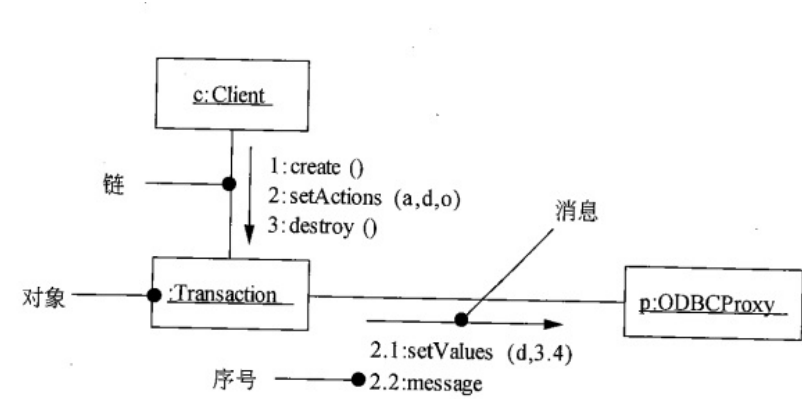 c:Client
链
1:create ()
2:setActions (a,d,o)
3:destroy ()
消息
对象
:Transaction
p:ODBCProxy
2.1:setValues (d,3.4)
序号
2.2:message